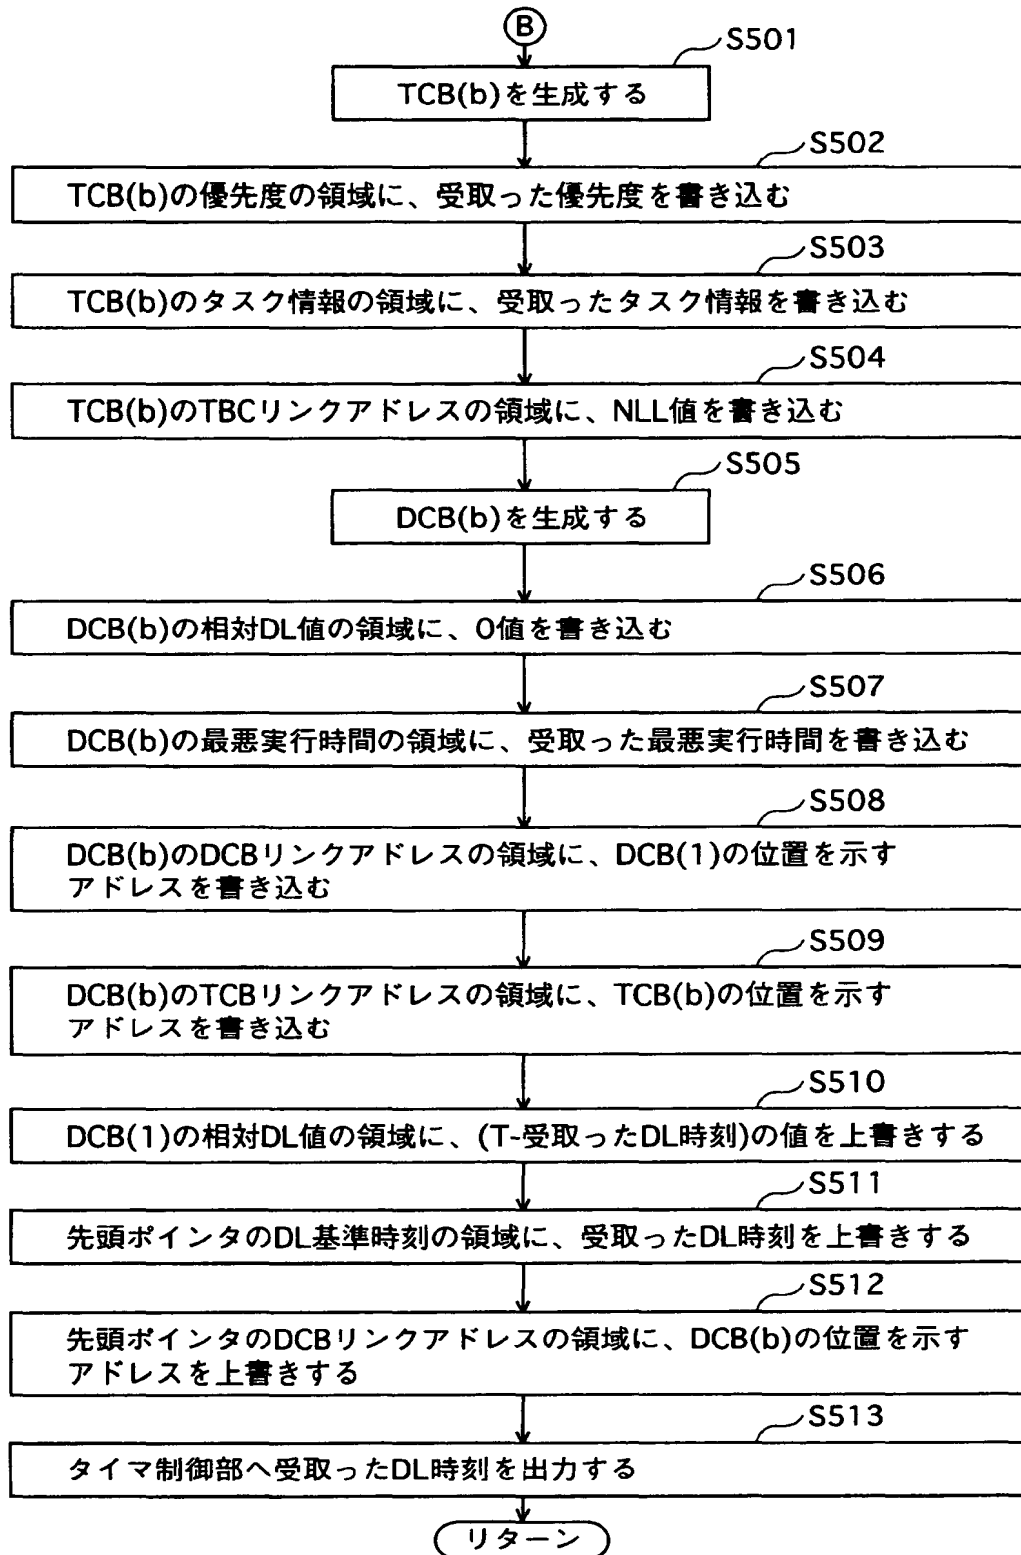 B
S501
TCB(b)を生成する
S502
TCB(b)の優先度の領域に、受取った優先度を書き込む
S503
TCB(b)のタスク情報の領域に、受取ったタスク情報を書き込む
S504
TCB(b)のTBCリンクアドレスの領域に、NLL値を書き込む
S505
DCB(b)を生成する
S506
DCB(b)の相対DL値の領域に、0値を書き込む
S507
DCB(b)の最悪実行時間の領域に、受取った最悪実行時間を書き込む
S508
DCB(b)のDCBリンクアドレスの領域に、DCB(1)の位置を示す
アドレスを書き込む
S509
DCB(b)のTCBリンクアドレスの領域に、TCB(b)の位置を示す
アドレスを書き込む
S510
DCB(1)の相対DL値の領域に、(T-受取ったDL時刻)の値を上書きする
S511
先頭ポインタのDL基準時刻の領域に、受取ったDL時刻を上書きする
S512
先頭ポインタのDCBリンクアドレスの領域に、DCB(b)の位置を示す
アドレスを上書きする
S513
タイマ制御部へ受取ったDL時刻を出力する
リターン